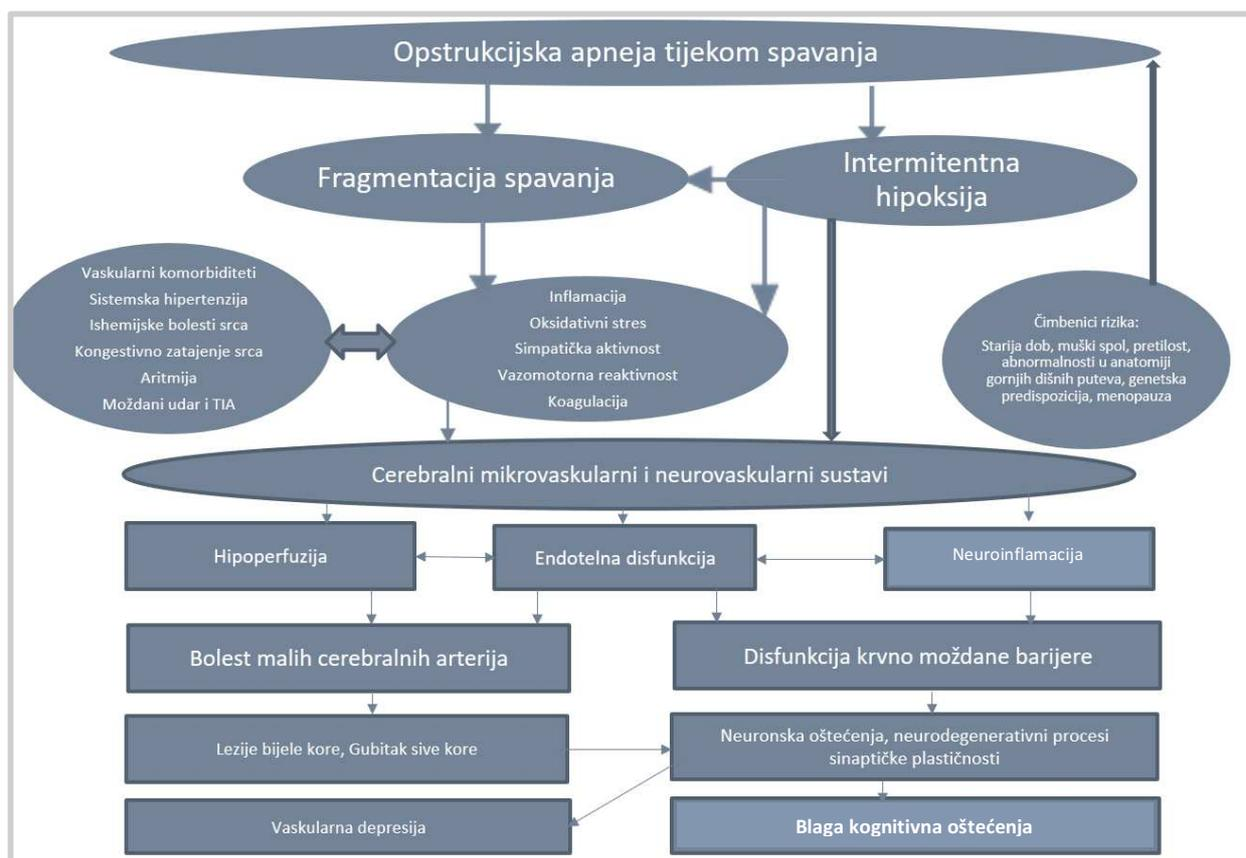 Opstrukcijska apneja tijekom spavanja
Fragmentacija spavanja
Intermitentna
hipoksija
Vaskularni komorbiditeti
Sistemska hipertenzija
Ishemijske bolesti srca
Kongestivno zatajenje srca
Aritmija
Moždani udar i TIA
Inflamacija
Oksidativni stres
Simpatička aktivnost
Vazomotorna reaktivnost
Koagulacija
Čimbenici rizika:
Starija dob, muški spol, pretilost,
abnormalnosti u anatomiji
gornjih dišnih puteva, genetska
predispozicija, menopauza
Cerebralni mikrovaskularni i neurovaskularni sustavi
Hipoperfuzija
Endotelna disfunkcija
Neuroinflamacija
Bolest malih cerebralnih arterija
Disfunkcija krvno moždane barijere
Lezije bijele kore, Gubitak sive kore
Neuronska oštećenja, neurodegenerativni procesi
sinaptičke plastičnosti
Vaskularna depresija
Blaga kognitivna oštećenja